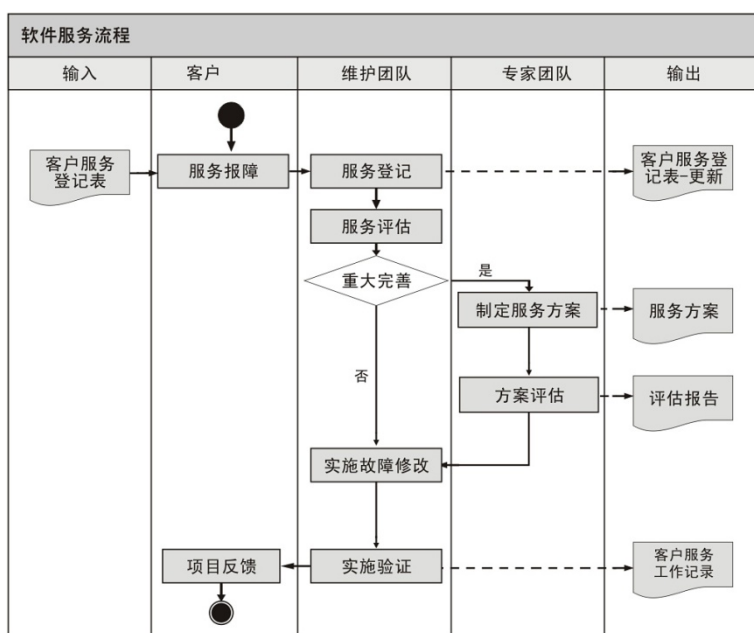 软件服务流程
输入
客户
维护团队
专家团队
输出
客户服务
登记表
服务报障
服务登记
客户服务登
记表-更新
服务评估
重大完善
是
制定服务方案
服务方案
否
方案评估
评估报告
实施故障修改
项目反馈
实施验证
客户服务
工作记录